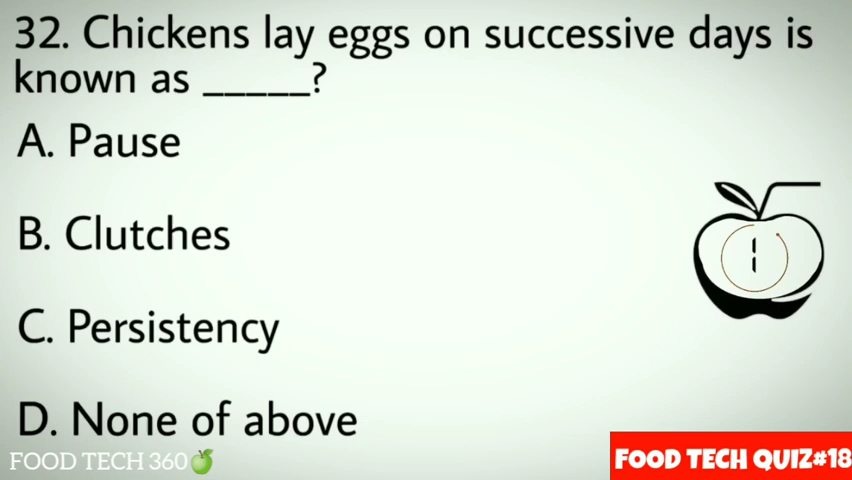 32. Chickens lay eggs on successive days is
known as _____?
A. Pause
B. Clutches
C. Persistency
D. None of above
1
FOOD TECH 360🍏
FOOD TECH QUIZ#18